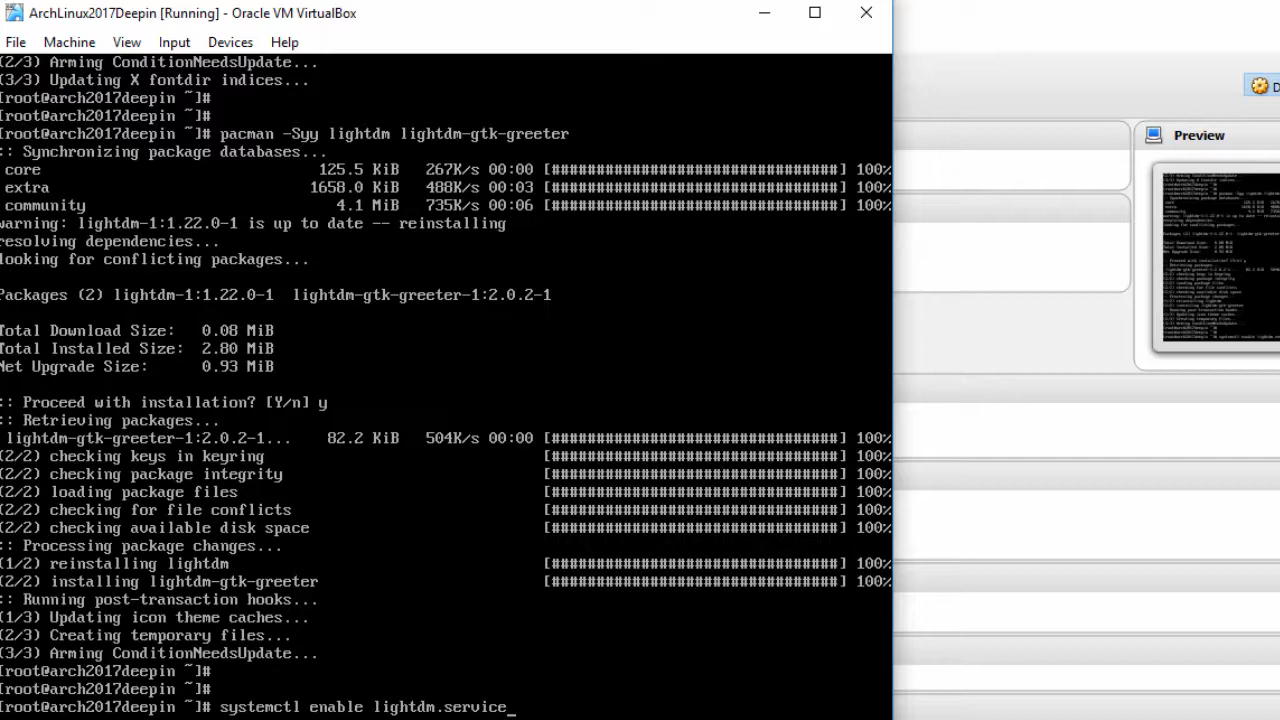 ArchLinux2017Deepin [Running] - Oracle VM VirtualBox
File Machine View Input Devices Help
(2/3) Arming ConditionNeedsUpdate...
(3/3) Updating X fontdir indices...
[root@arch2017deepin ~]#
[root@arch2017deepin ~]#
[root@arch2017deepin ~]# pacman -Syy lightdm lightdm-gtk-greeter
:: Synchronizing package databases...
core 125.5 KiB 267K/s 00:00 [################################] 100%
extra 1658.0 KiB 488K/s 00:03 [################################] 100%
community 4.1 MiB 735K/s 00:06 [################################] 100%
warning: lightdm-1:1.22.0-1 is up to date -- reinstalling
resolving dependencies...
looking for conflicting packages...
Packages (2) lightdm-1:1.22.0-1 lightdm-gtk-greeter-1:2.0.2-1
Total Download Size: 0.08 MiB
Total Installed Size: 2.80 MiB
Net Upgrade Size: 0.93 MiB
:: Proceed with installation? [Y/n] y
:: Retrieving packages...
lightdm-gtk-greeter-1:2.0.2-1... 82.2 KiB 504K/s 00:00 [################################] 100%
(2/2) checking keys in keyring [################################] 100%
(2/2) checking package integrity [################################] 100%
(2/2) loading package files [################################] 100%
(2/2) checking for file conflicts [################################] 100%
(2/2) checking available disk space [################################] 100%
:: Processing package changes...
(1/2) reinstalling lightdm [################################] 100%
(2/2) installing lightdm-gtk-greeter [################################] 100%
:: Running post-transaction hooks...
(1/3) Updating icon theme caches...
(2/3) Creating temporary files...
(3/3) Arming ConditionNeedsUpdate...
[root@arch2017deepin ~]#
[root@arch2017deepin ~]#
[root@arch2017deepin ~]# systemctl enable lightdm.service_
D
Preview